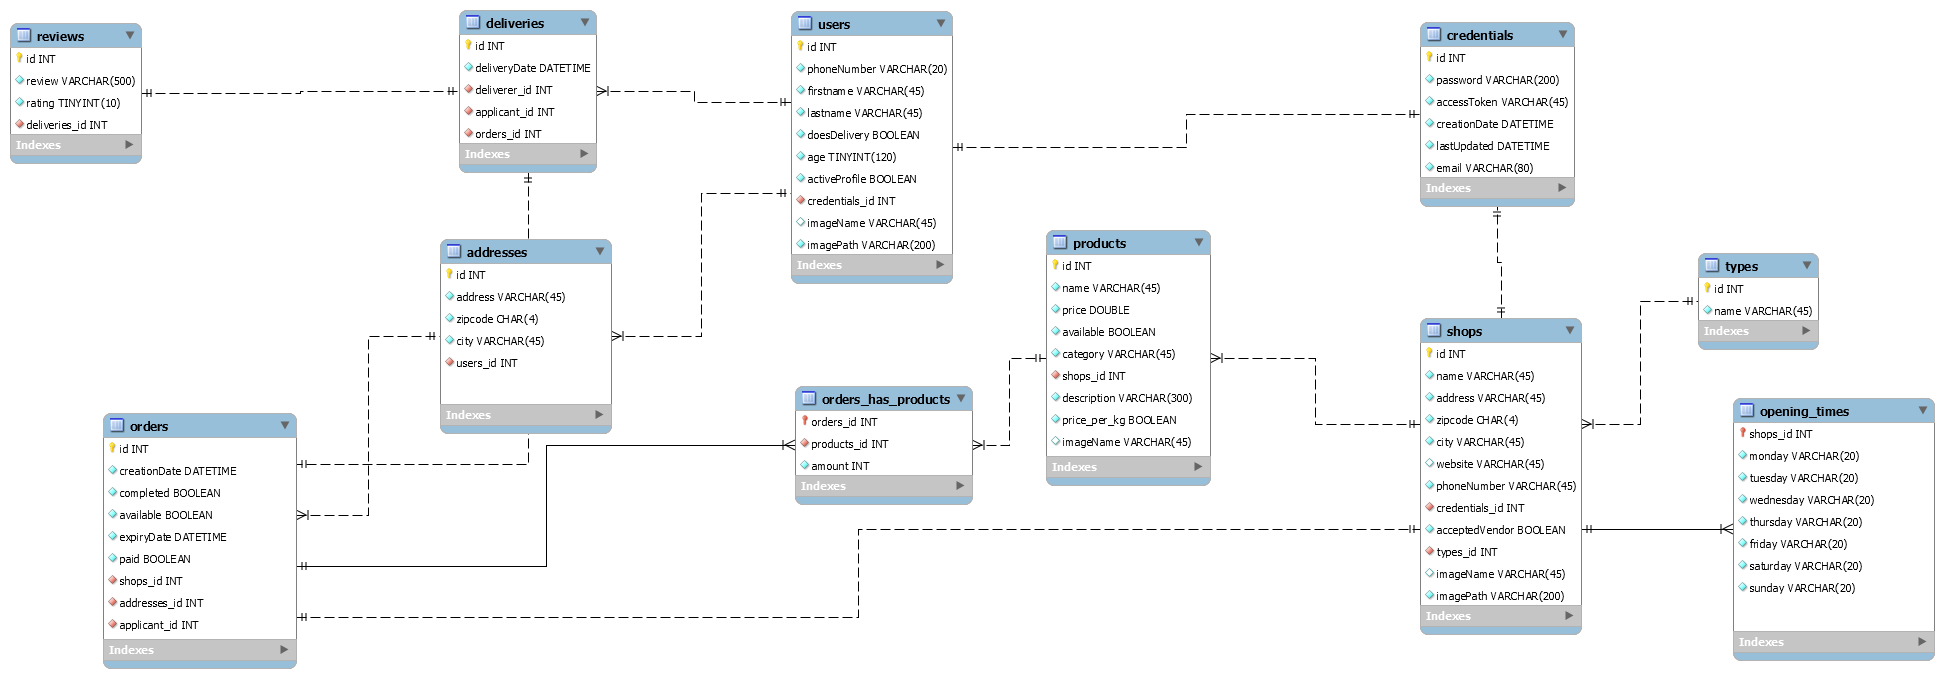 reviews
id INT
review VARCHAR(500)
rating TINYINT(10)
deliveries_id INT
Indexes
deliveries
id INT
deliveryDate DATETIME
deliverer_id INT
applicant_id INT
orders_id INT
Indexes
users
id INT
phoneNumber VARCHAR(20)
firstname VARCHAR(45)
lastname VARCHAR(45)
doesDelivery BOOLEAN
age TINYINT(120)
activeProfile BOOLEAN
credentials_id INT
imageName VARCHAR(45)
imagePath VARCHAR(200)
Indexes
credentials
id INT
password VARCHAR(200)
accessToken VARCHAR(45)
creationDate DATETIME
lastUpdated DATETIME
email VARCHAR(80)
Indexes
addresses
id INT
address VARCHAR(45)
zipcode CHAR(4)
city VARCHAR(45)
users_id INT
Indexes
products
id INT
name VARCHAR(45)
price DOUBLE
available BOOLEAN
category VARCHAR(45)
shops_id INT
description VARCHAR(300)
price_per_kg BOOLEAN
imageName VARCHAR(45)
Indexes
types
id INT
name VARCHAR(45)
Indexes
shops
id INT
name VARCHAR(45)
address VARCHAR(45)
zipcode CHAR(4)
city VARCHAR(45)
website VARCHAR(45)
phoneNumber VARCHAR(45)
credentials_id INT
acceptedVendor BOOLEAN
types_id INT
imageName VARCHAR(45)
imagePath VARCHAR(200)
Indexes
orders
id INT
creationDate DATETIME
completed BOOLEAN
available BOOLEAN
expiryDate DATETIME
paid BOOLEAN
shops_id INT
addresses_id INT
applicant_id INT
Indexes
orders_has_products
orders_id INT
products_id INT
amount INT
Indexes
opening_times
shops_id INT
monday VARCHAR(20)
tuesday VARCHAR(20)
wednesday VARCHAR(20)
thursday VARCHAR(20)
friday VARCHAR(20)
saturday VARCHAR(20)
sunday VARCHAR(20)
Indexes